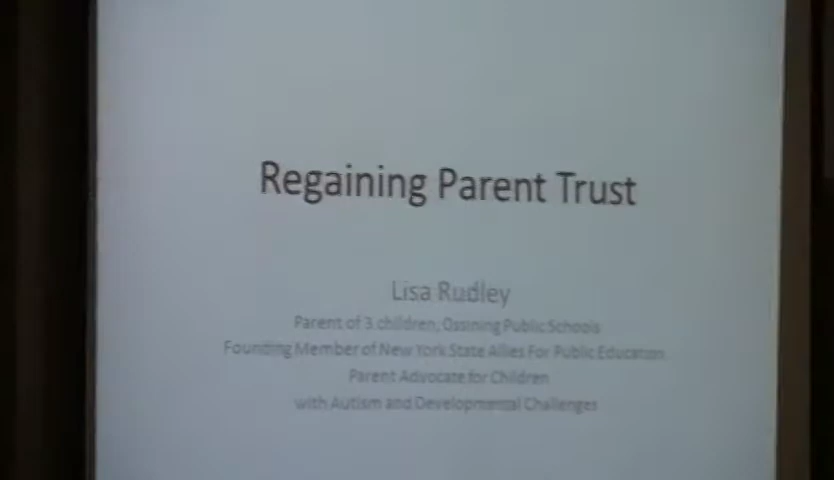 Regaining Parent Trust
Lisa Rudley
Parent of 3 children, Ossining Public Schools
Founding Member of New York State Allies For Public Education
Parent Advocate for Children
with Autism and Developmental Challenges